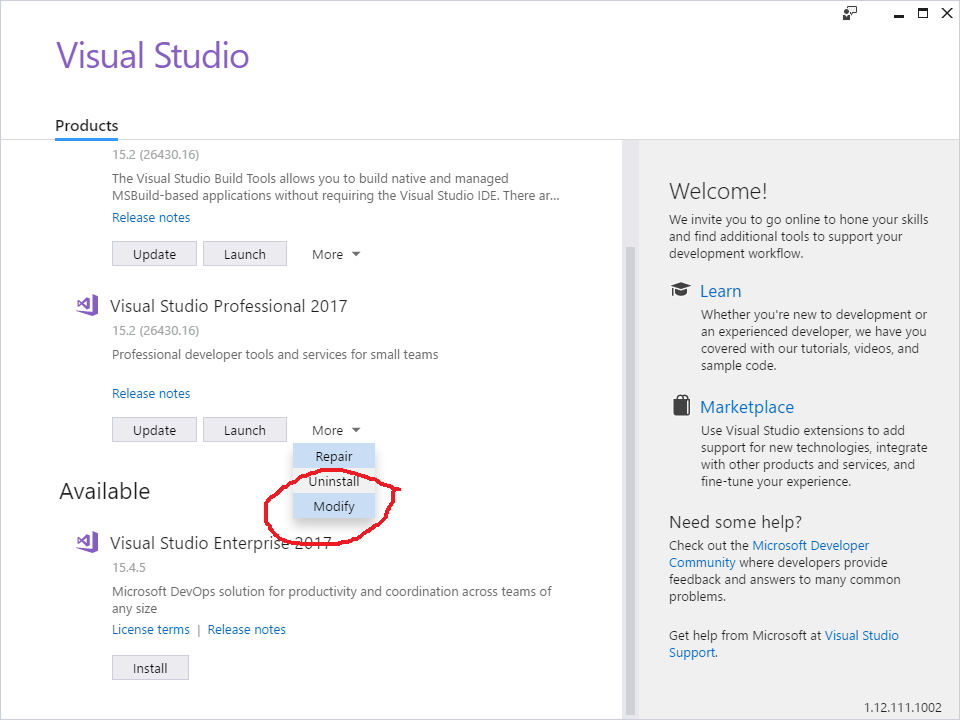 Visual Studio
Products
15.2 (26430.16)
The Visual Studio Build Tools allows you to build native and managed
MSBuild-based applications without requiring the Visual Studio IDE. There ar...
Release notes
Update
Launch
More
Visual Studio Professional 2017
15.2 (26430.16)
Professional developer tools and services for small teams
Release notes
Update
Launch
More
Repair
Uninstall
Modify
Available
Visual Studio Enterprise 2017
15.4.5
Microsoft DevOps solution for productivity and coordination across teams of
any size
License terms | Release notes
Install
Welcome!
We invite you to go online to hone your skills
and find additional tools to support your
development workflow.
Learn
Whether you're new to development or
an experienced developer, we have you
covered with our tutorials, videos, and
sample code.
Marketplace
Use Visual Studio extensions to add
support for new technologies, integrate
with other products and services, and
fine-tune your experience.
Need some help?
Check out the Microsoft Developer
Community where developers provide
feedback and answers to many common
problems.
Get help from Microsoft at Visual Studio
Support.
1.12.111.1002